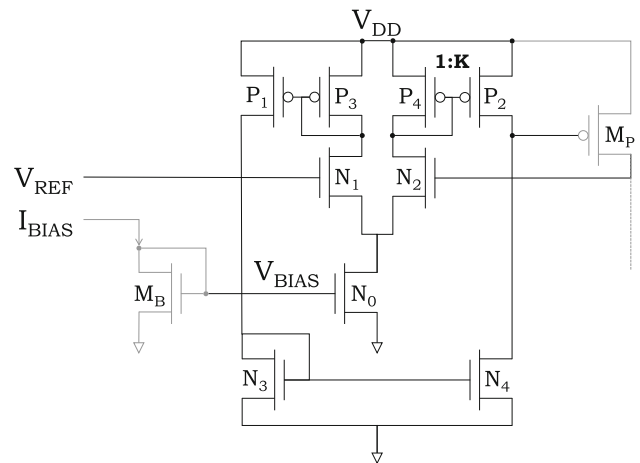 V_DD
1:K
P_1
P_3
P_4
P_2
M_P
V_REF
N_1
N_2
I_BIAS
V_BIAS
M_B
N_0
N_3
N_4